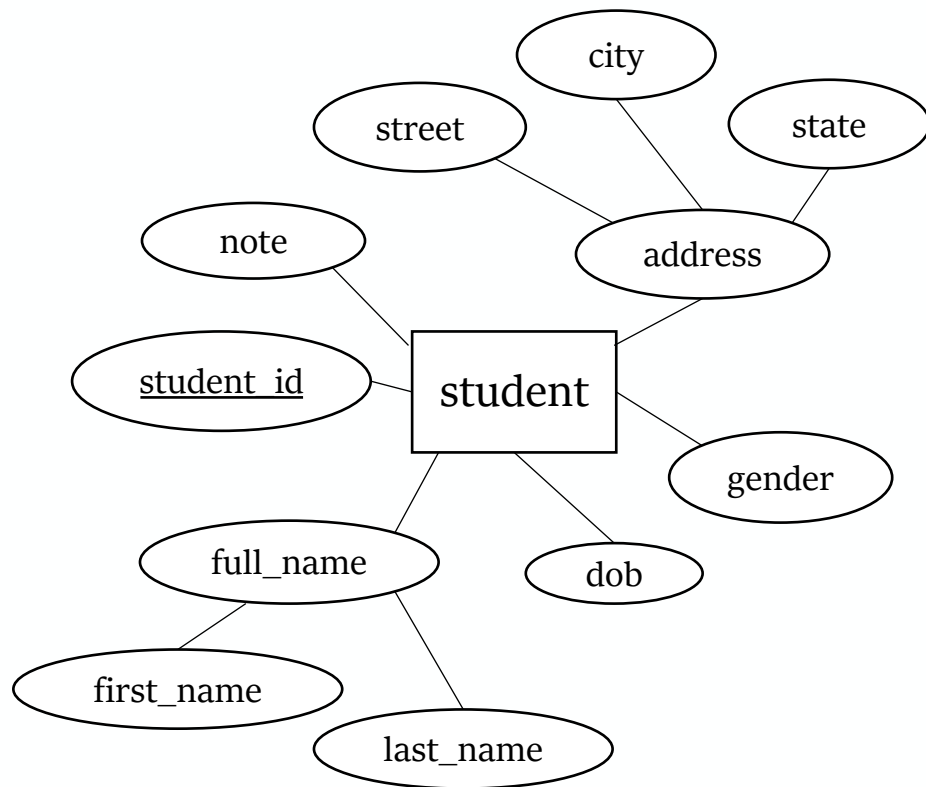 city
street
state
note
address
student_id
student
gender
full_name
dob
first_name
last_name